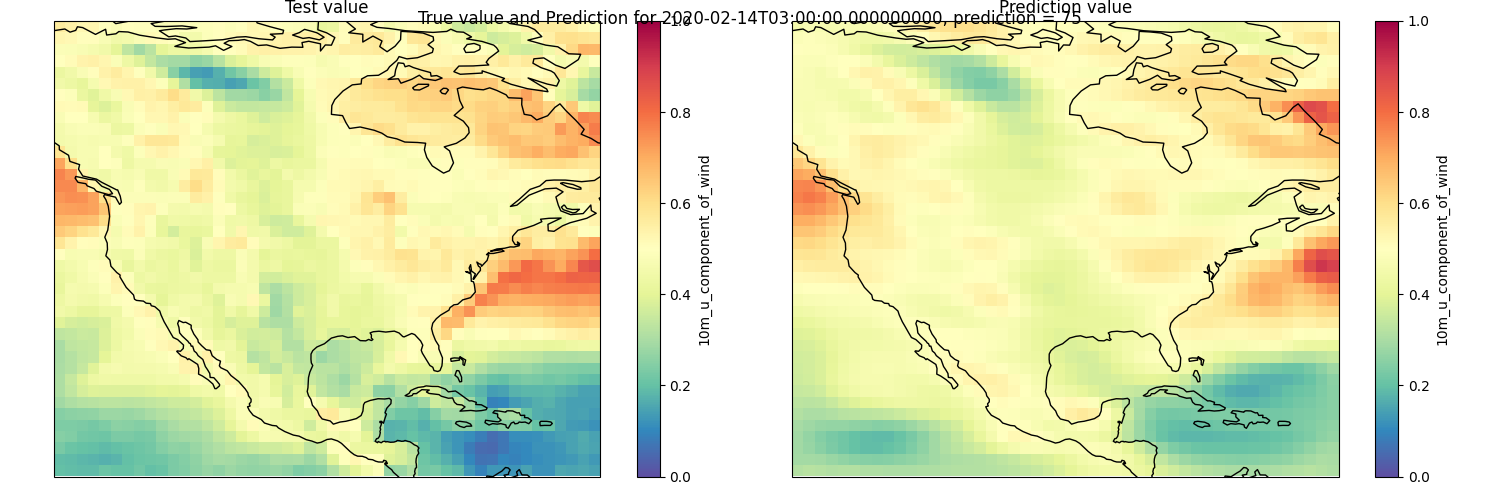 Test value
Prediction value
True value and Prediction for 2020-02-14T03:00:00.000000000, prediction = 75
1.0
0.8
0.6
0.4
0.2
0.0
10m_u_component_of_wind
1.0
0.8
0.6
0.4
0.2
0.0
10m_u_component_of_wind